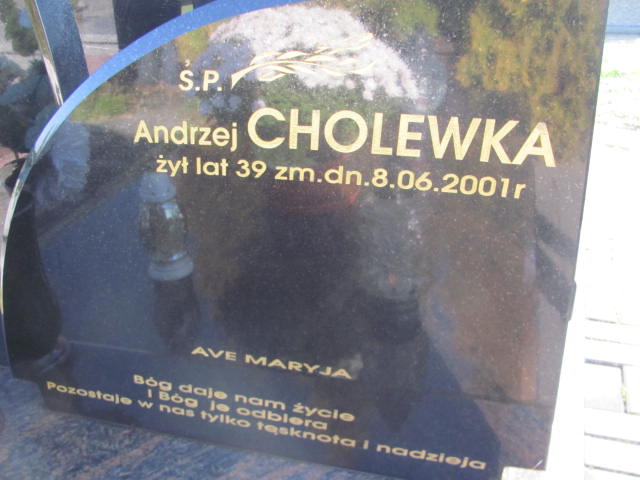 Ś.P.
Andrzej CHOLEWKA
żył lat 39 zm.dn.8.06.2001r
AVE MARYJA
Bóg daje nam życie
I Bóg je odbiera
Pozostaje w nas tylko tęsknota i nadzieja